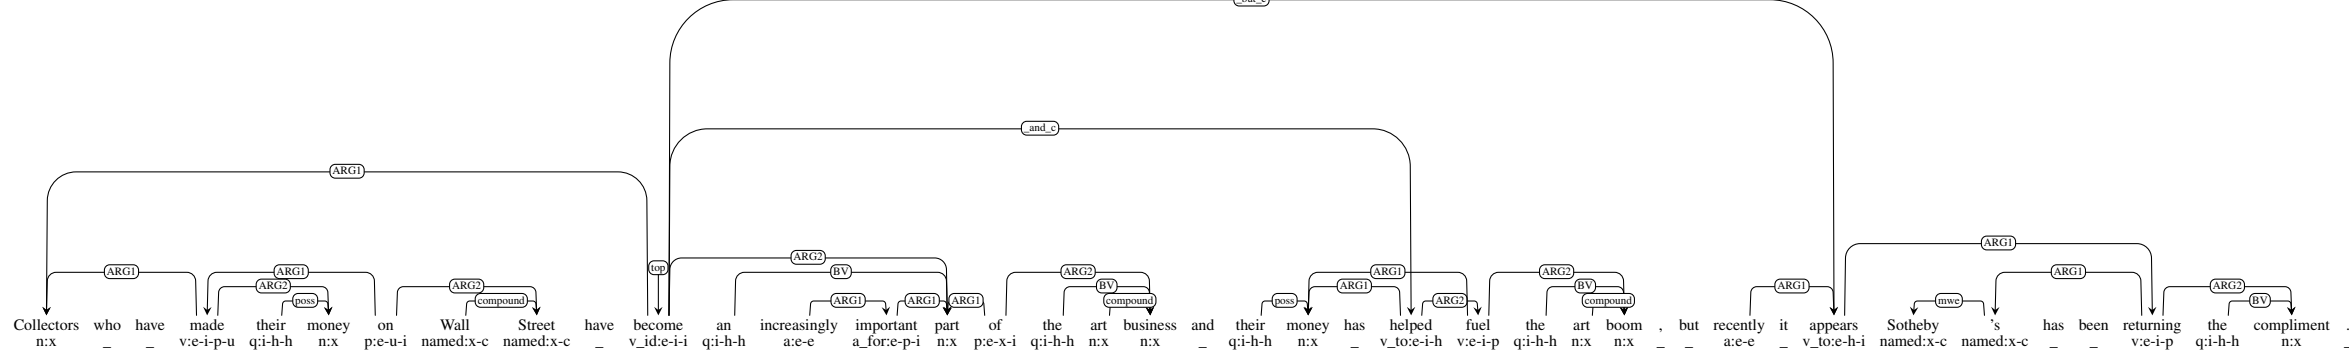 _but_c
_and_c
ARG1
ARG1
top ARG2
ARG1 ARG1 BV ARG2 ARG1 ARG2 ARG1
ARG2 ARG2 BV ARG1 BV ARG1 ARG2
poss compound ARG1 ARG1 ARG1 compound poss ARG2 compound mwe BV
Collectors who have made their money on Wall Street have become an increasingly important part of the art business and their money has helped fuel the art boom , but recently it appears Sotheby 's has been returning the compliment .
n:x _ _ v:e-i-p-u q:i-h-h n:x p:e-u-i named:x-c named:x-c _ v_id:e-i-i q:i-h-h a:e-e a_for:e-p-i n:x p:e-x-i q:i-h-h n:x n:x _ q:i-h-h n:x _ v_to:e-i-h v:e-i-p q:i-h-h n:x n:x _ _ a:e-e _ v_to:e-h-i named:x-c named:x-c _ _ v:e-i-p q:i-h-h n:x _